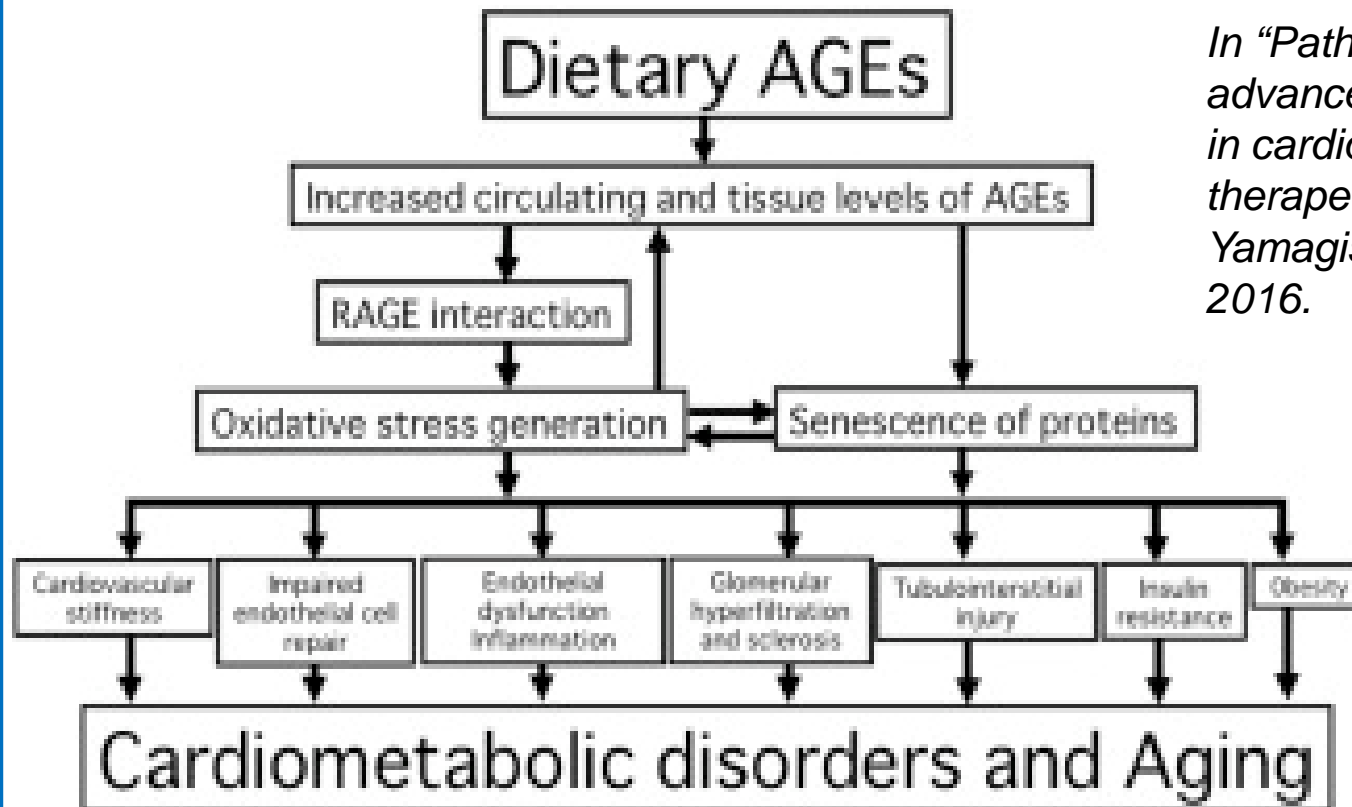 Dietary AGEs
In “Path
advance
in cardio
therape
Yamagis
2016.
Increased circulating and tissue levels of AGEs
RAGE interaction
Oxidative stress generation
Senescence of proteins
Cardiovascular
stiffness
Impaired
endothelial cell
repair
Endothelial
dysfunction
Inflammation
Glomerular
hyperfiltration
and sclerosis
Tubulointerstitial
injury
Insulin
resistance
Obesity
Cardiometabolic disorders and Aging